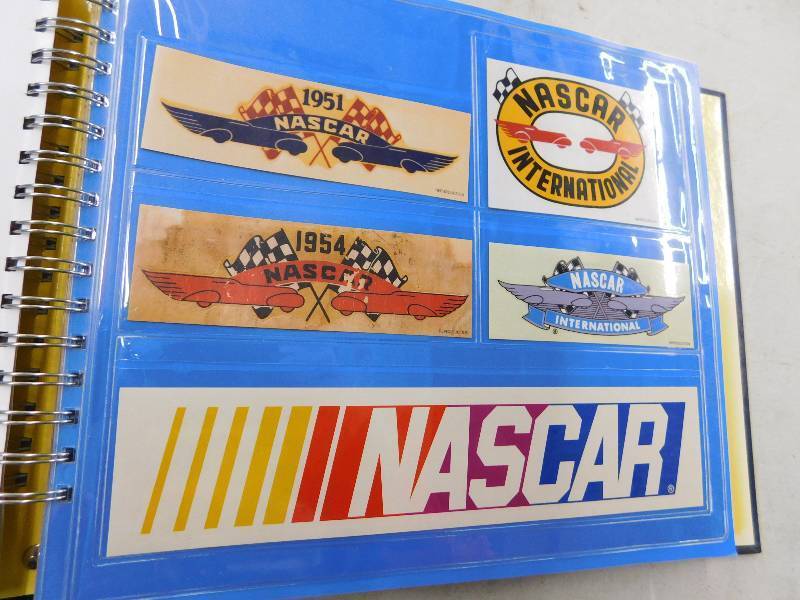 1951
NASCAR
NASCAR
INTERNATIONAL
1954
NASCAR
NASCAR
INTERNATIONAL
®
NASCAR
®